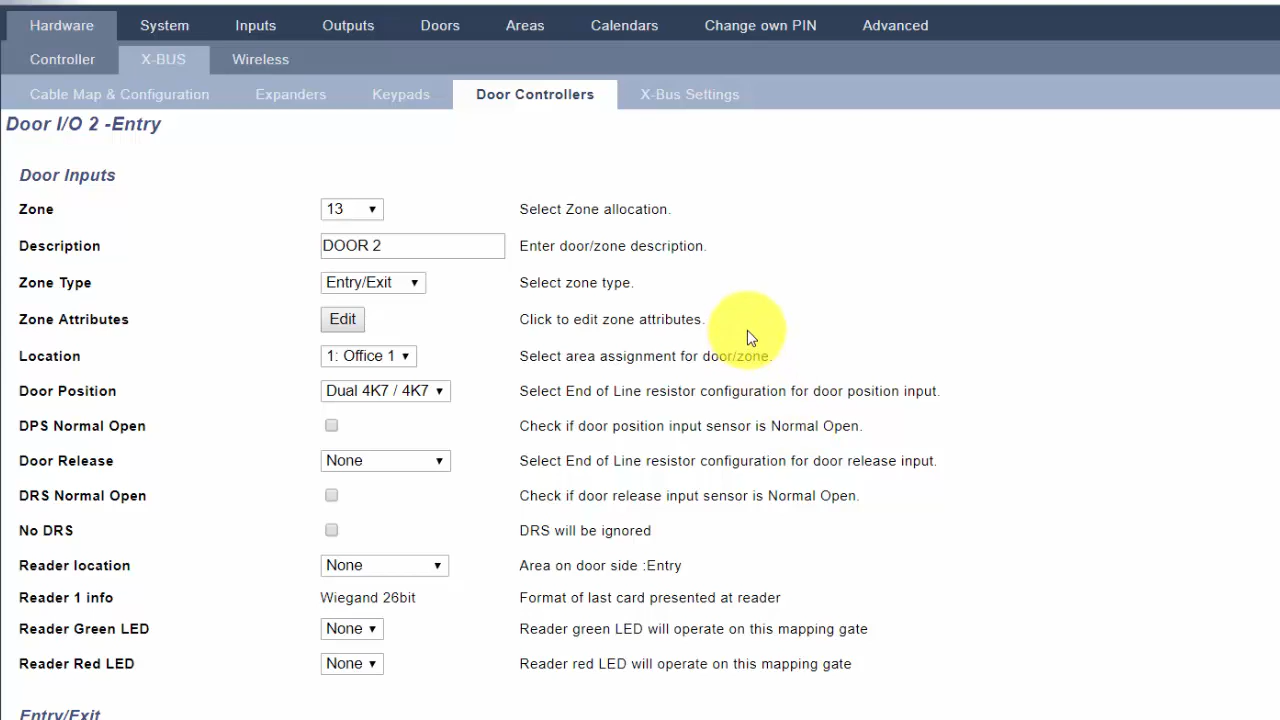 Hardware System Inputs Outputs Doors Areas Calendars Change own PIN Advanced
Controller X-BUS Wireless
Cable Map & Configuration Expanders Keypads Door Controllers X-Bus Settings
Door I/O 2 -Entry
Door Inputs
Zone 13 Select Zone allocation.
Description DOOR 2 Enter door/zone description.
Zone Type Entry/Exit Select zone type.
Zone Attributes Edit Click to edit zone attributes.
Location 1: Office 1 Select area assignment for door/zone.
Door Position Dual 4K7 / 4K7 Select End of Line resistor configuration for door position input.
DPS Normal Open Check if door position input sensor is Normal Open.
Door Release None Select End of Line resistor configuration for door release input.
DRS Normal Open Check if door release input sensor is Normal Open.
No DRS DRS will be ignored
Reader location None Area on door side :Entry
Reader 1 info Wiegand 26bit Format of last card presented at reader
Reader Green LED None Reader green LED will operate on this mapping gate
Reader Red LED None Reader red LED will operate on this mapping gate
Entry/Exit